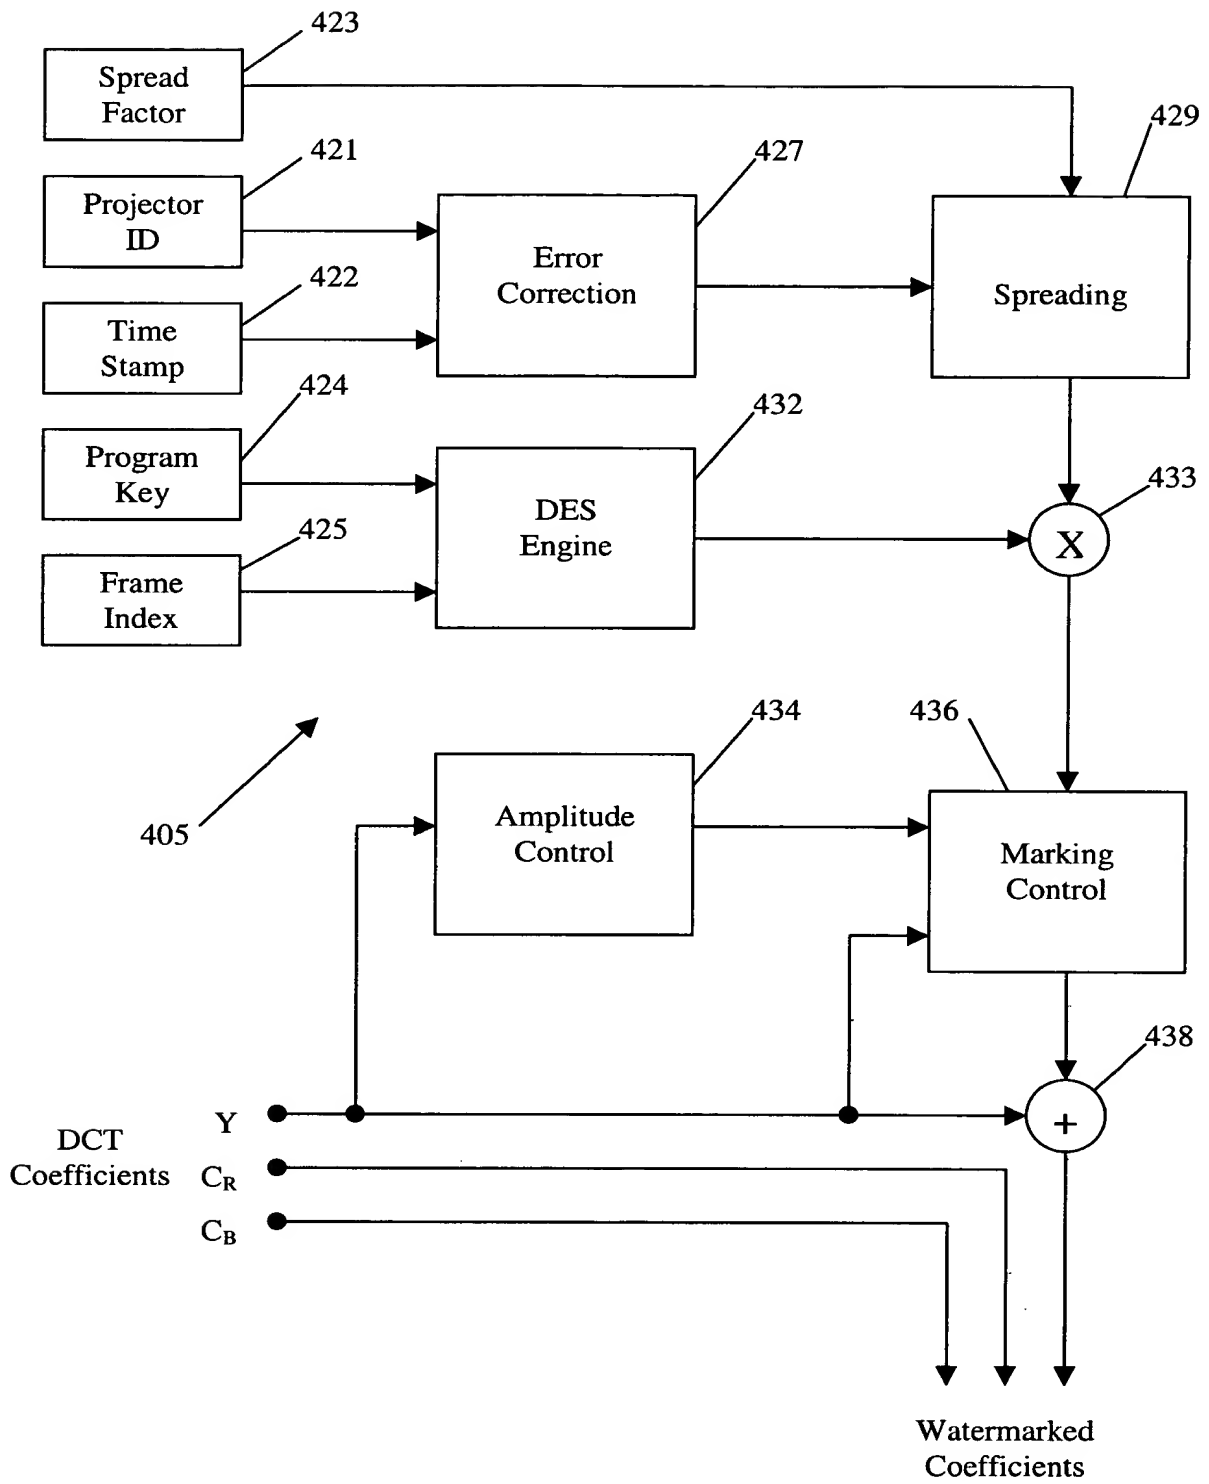 423
Spread
Factor
421
Projector
ID
427
429
Error
Correction
Spreading
422
Time
Stamp
424
Program
Key
432
DES
Engine
433
X
425
Frame
Index
405
434
Amplitude
Control
436
Marking
Control
438
+
DCT
Coefficients
Y
CR
CB
Watermarked
Coefficients